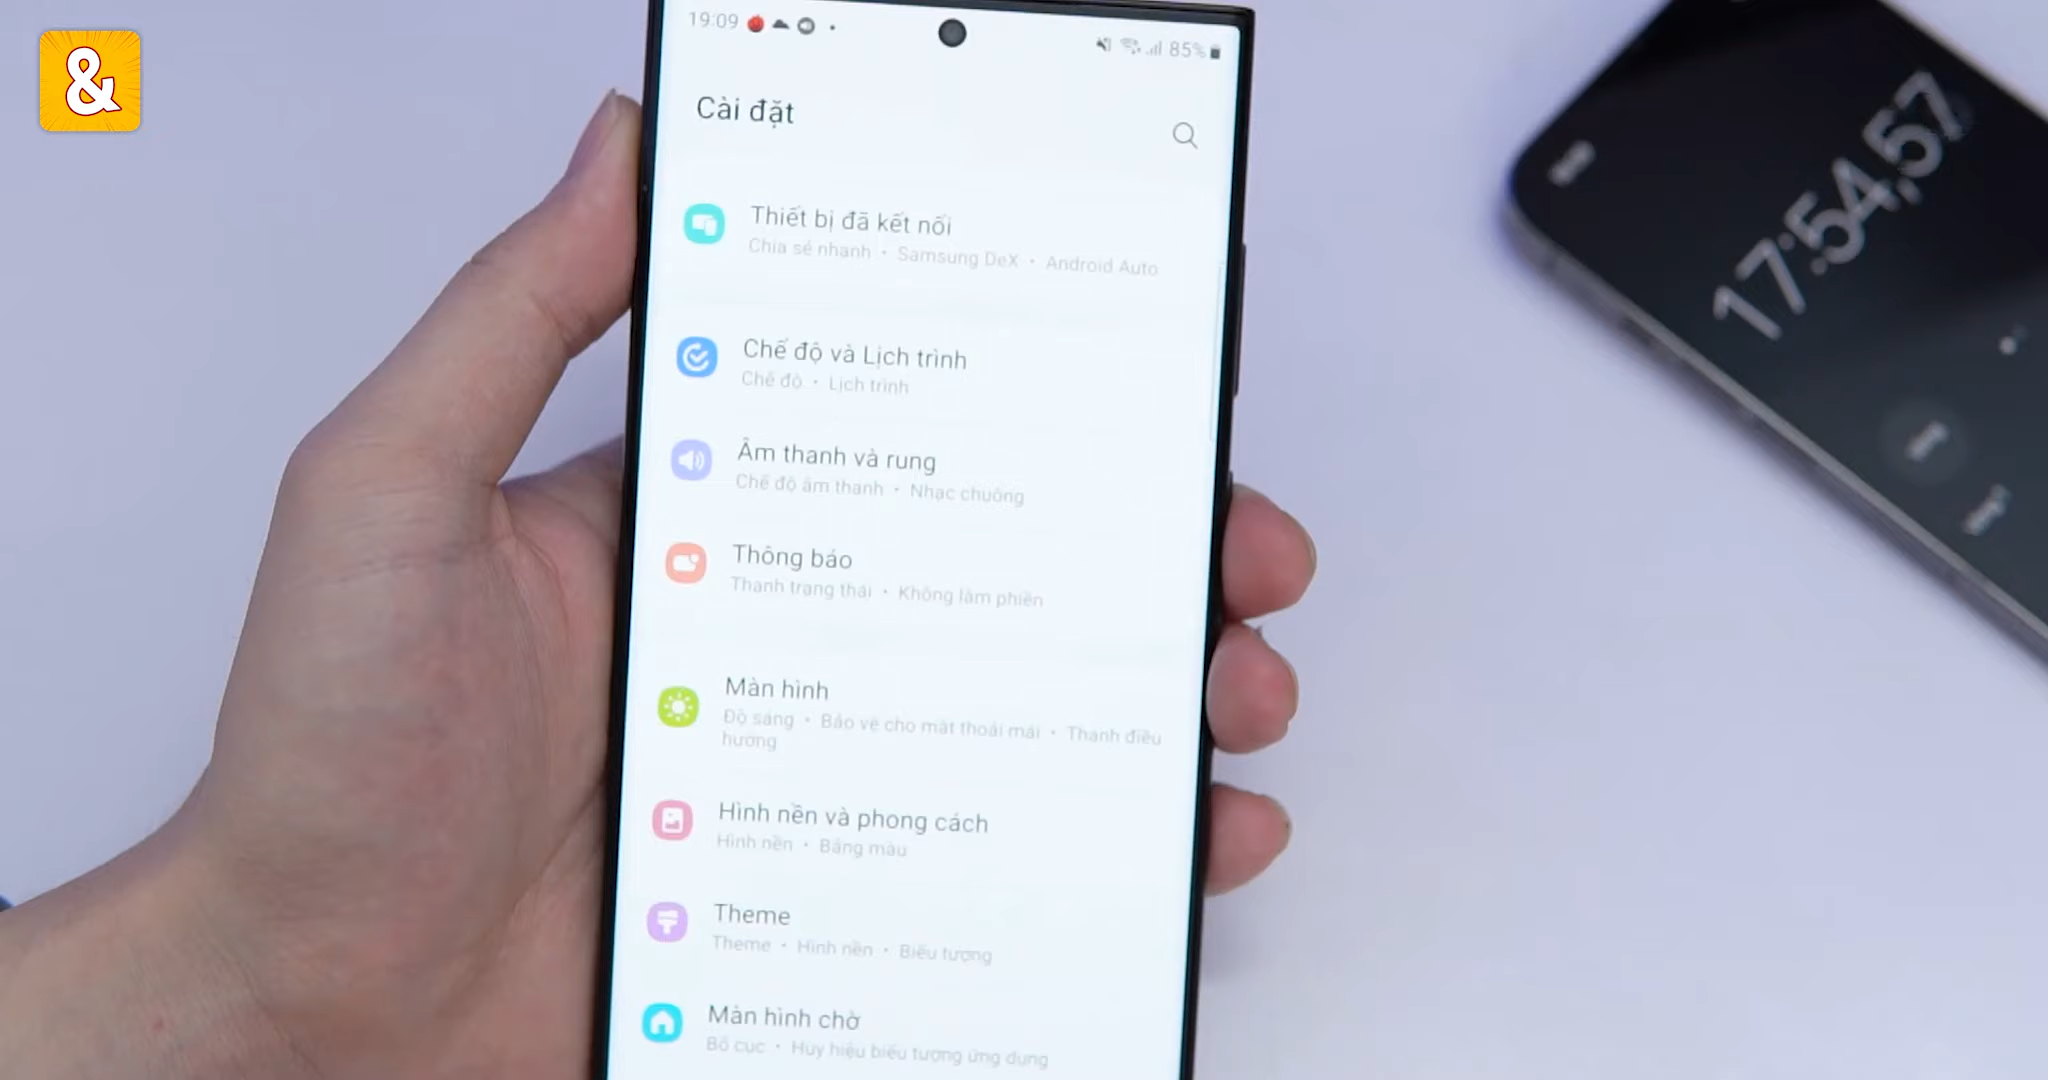 &
19:09
85%
Cài đặt
Thiết bị đã kết nối
Chia sẻ nhanh • Samsung DeX • Android Auto
Chế độ và Lịch trình
Chế độ • Lịch trình
Âm thanh và rung
Chế độ âm thanh • Nhạc chuông
Thông báo
Thanh trạng thái • Không làm phiền
Màn hình
Độ sáng • Bảo vệ cho mắt thoải mái • Thanh điều
hướng
Hình nền và phong cách
Hình nền • Bảng màu
Theme
Theme • Hình nền • Biểu tượng
Màn hình chờ
Bố cục • Huy hiệu biểu tượng ứng dụng
17:54,57